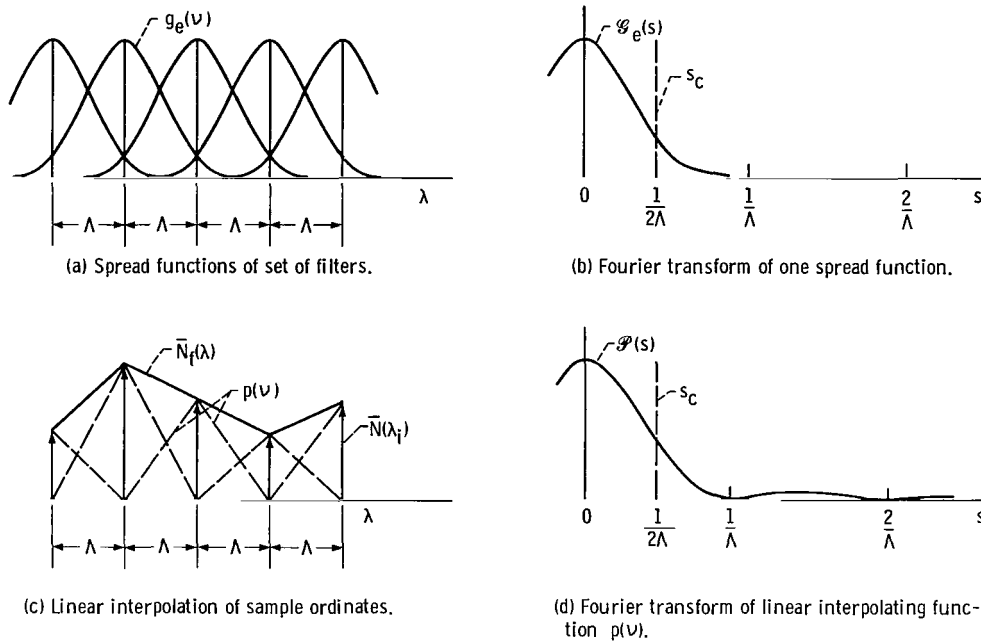 g_e(ν)
λ
Λ Λ Λ Λ
(a) Spread functions of set of filters.
𝒢_e(s)
s_c
0 1/2Λ 1/Λ 2/Λ s
(b) Fourier transform of one spread function.
N̄_f(λ)
p(ν)
N̄(λ_i)
λ
Λ Λ Λ Λ
(c) Linear interpolation of sample ordinates.
𝒫(s)
s_c
0 1/2Λ 1/Λ 2/Λ s
(d) Fourier transform of linear interpolating func-
tion p(ν).